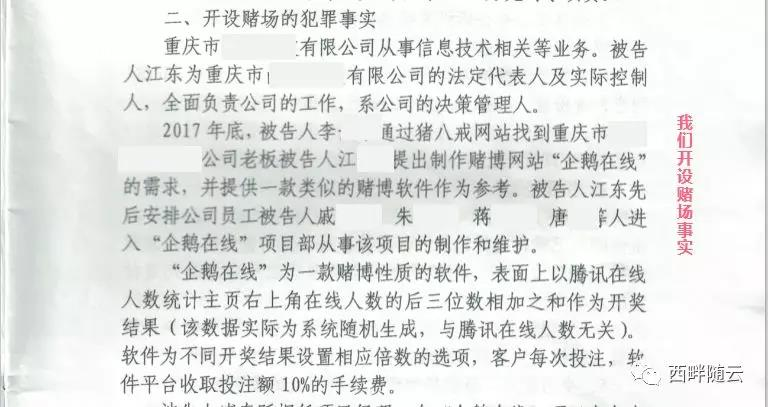 二、开设赌场的犯罪事实
重庆市 有限公司从事信息技术相关等业务。被告
人江东为重庆市 有限公司的法定代表人及实际控制
人，全面负责公司的工作，系公司的决策管理人。
2017年底，被告人李 通过猪八戒网站找到重庆市
公司老板被告人江 提出制作赌博网站“企鹅在线”
的需求，并提供一款类似的赌博软件作为参考。被告人江东先
后安排公司员工被告人戚 朱 蒋 唐 等人进
入“企鹅在线”项目部从事该项目的制作和维护。
“企鹅在线”为一款赌博性质的软件，表面上以腾讯在线
人数统计主页右上角在线人数的后三位数相加之和作为开奖
结果（该数据实际为系统随机生成，与腾讯在线人数无关）。
软件为不同开奖结果设置相应倍数的选项，客户每次投注，软
件平台收取投注额10%的手续费。
我们开设赌场事实
西畔随云